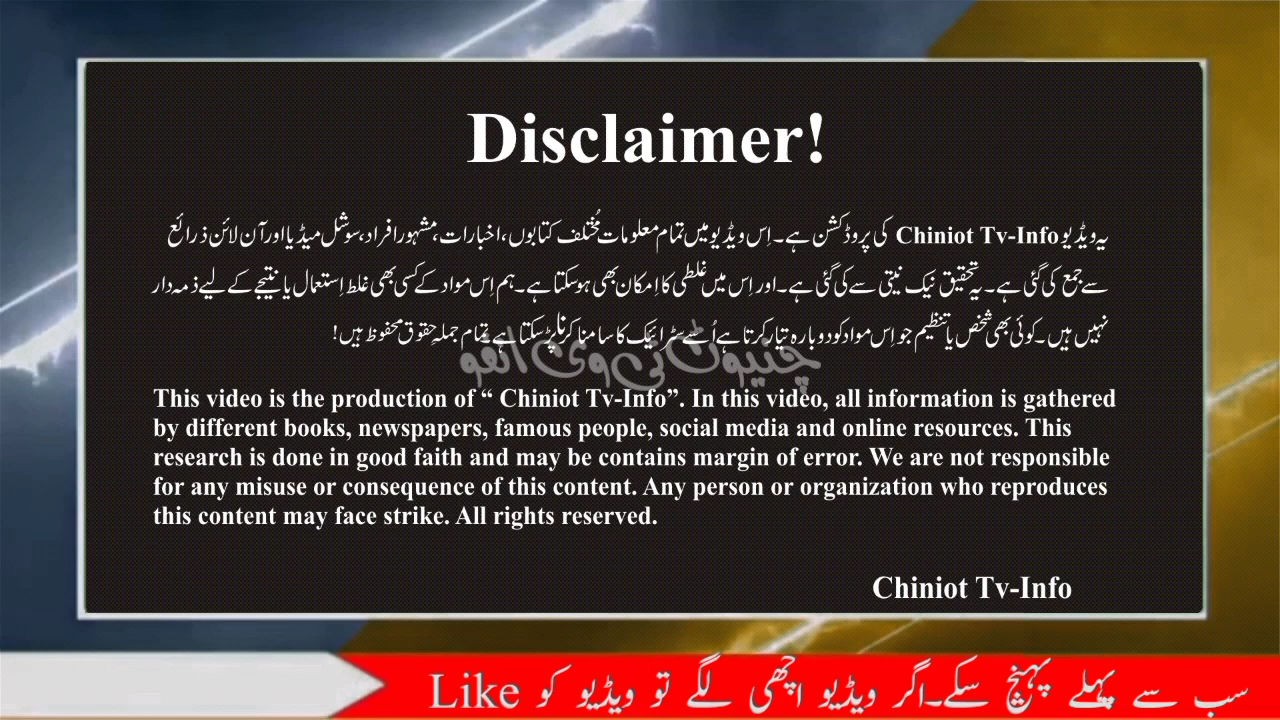 Disclaimer!
یہ ویڈیو Chiniot Tv-Info کی پروڈکشن ہے۔ اِس ویڈیو میں تمام معلومات مُختلف کتابوں، اخبارات، مشہور افراد، سوشل میڈیا اور آن لائن ذرائع
سے جمع کی گئی ہے۔ یہ تحقیق نیک نیتی سے کی گئی ہے۔ اور اِس میں غلطی کا اِمکان بھی ہو سکتا ہے۔ ہم اِس مواد کے کسی بھی غلط اِستعمال یا نتیجے کے لیے ذمہ دار
نہیں ہیں۔ کوئی بھی شخص یا تنظیم جو اِس مواد کو دوبارہ تیار کرتا ہے اُسے سٹرائیک کا سامنا کرنا پڑ سکتا ہے تمام جملہ حقوق محفوظ ہیں!
چنیوٹ ٹی وی انفو
This video is the production of “ Chiniot Tv-Info”. In this video, all information is gathered
by different books, newspapers, famous people, social media and online resources. This
research is done in good faith and may be contains margin of error. We are not responsible
for any misuse or consequence of this content. Any person or organization who reproduces
this content may face strike. All rights reserved.
Chiniot Tv-Info
سب سے پہلے پہنچ سکے۔اگر ویڈیو اچھی لگے تو ویڈیو کو Like